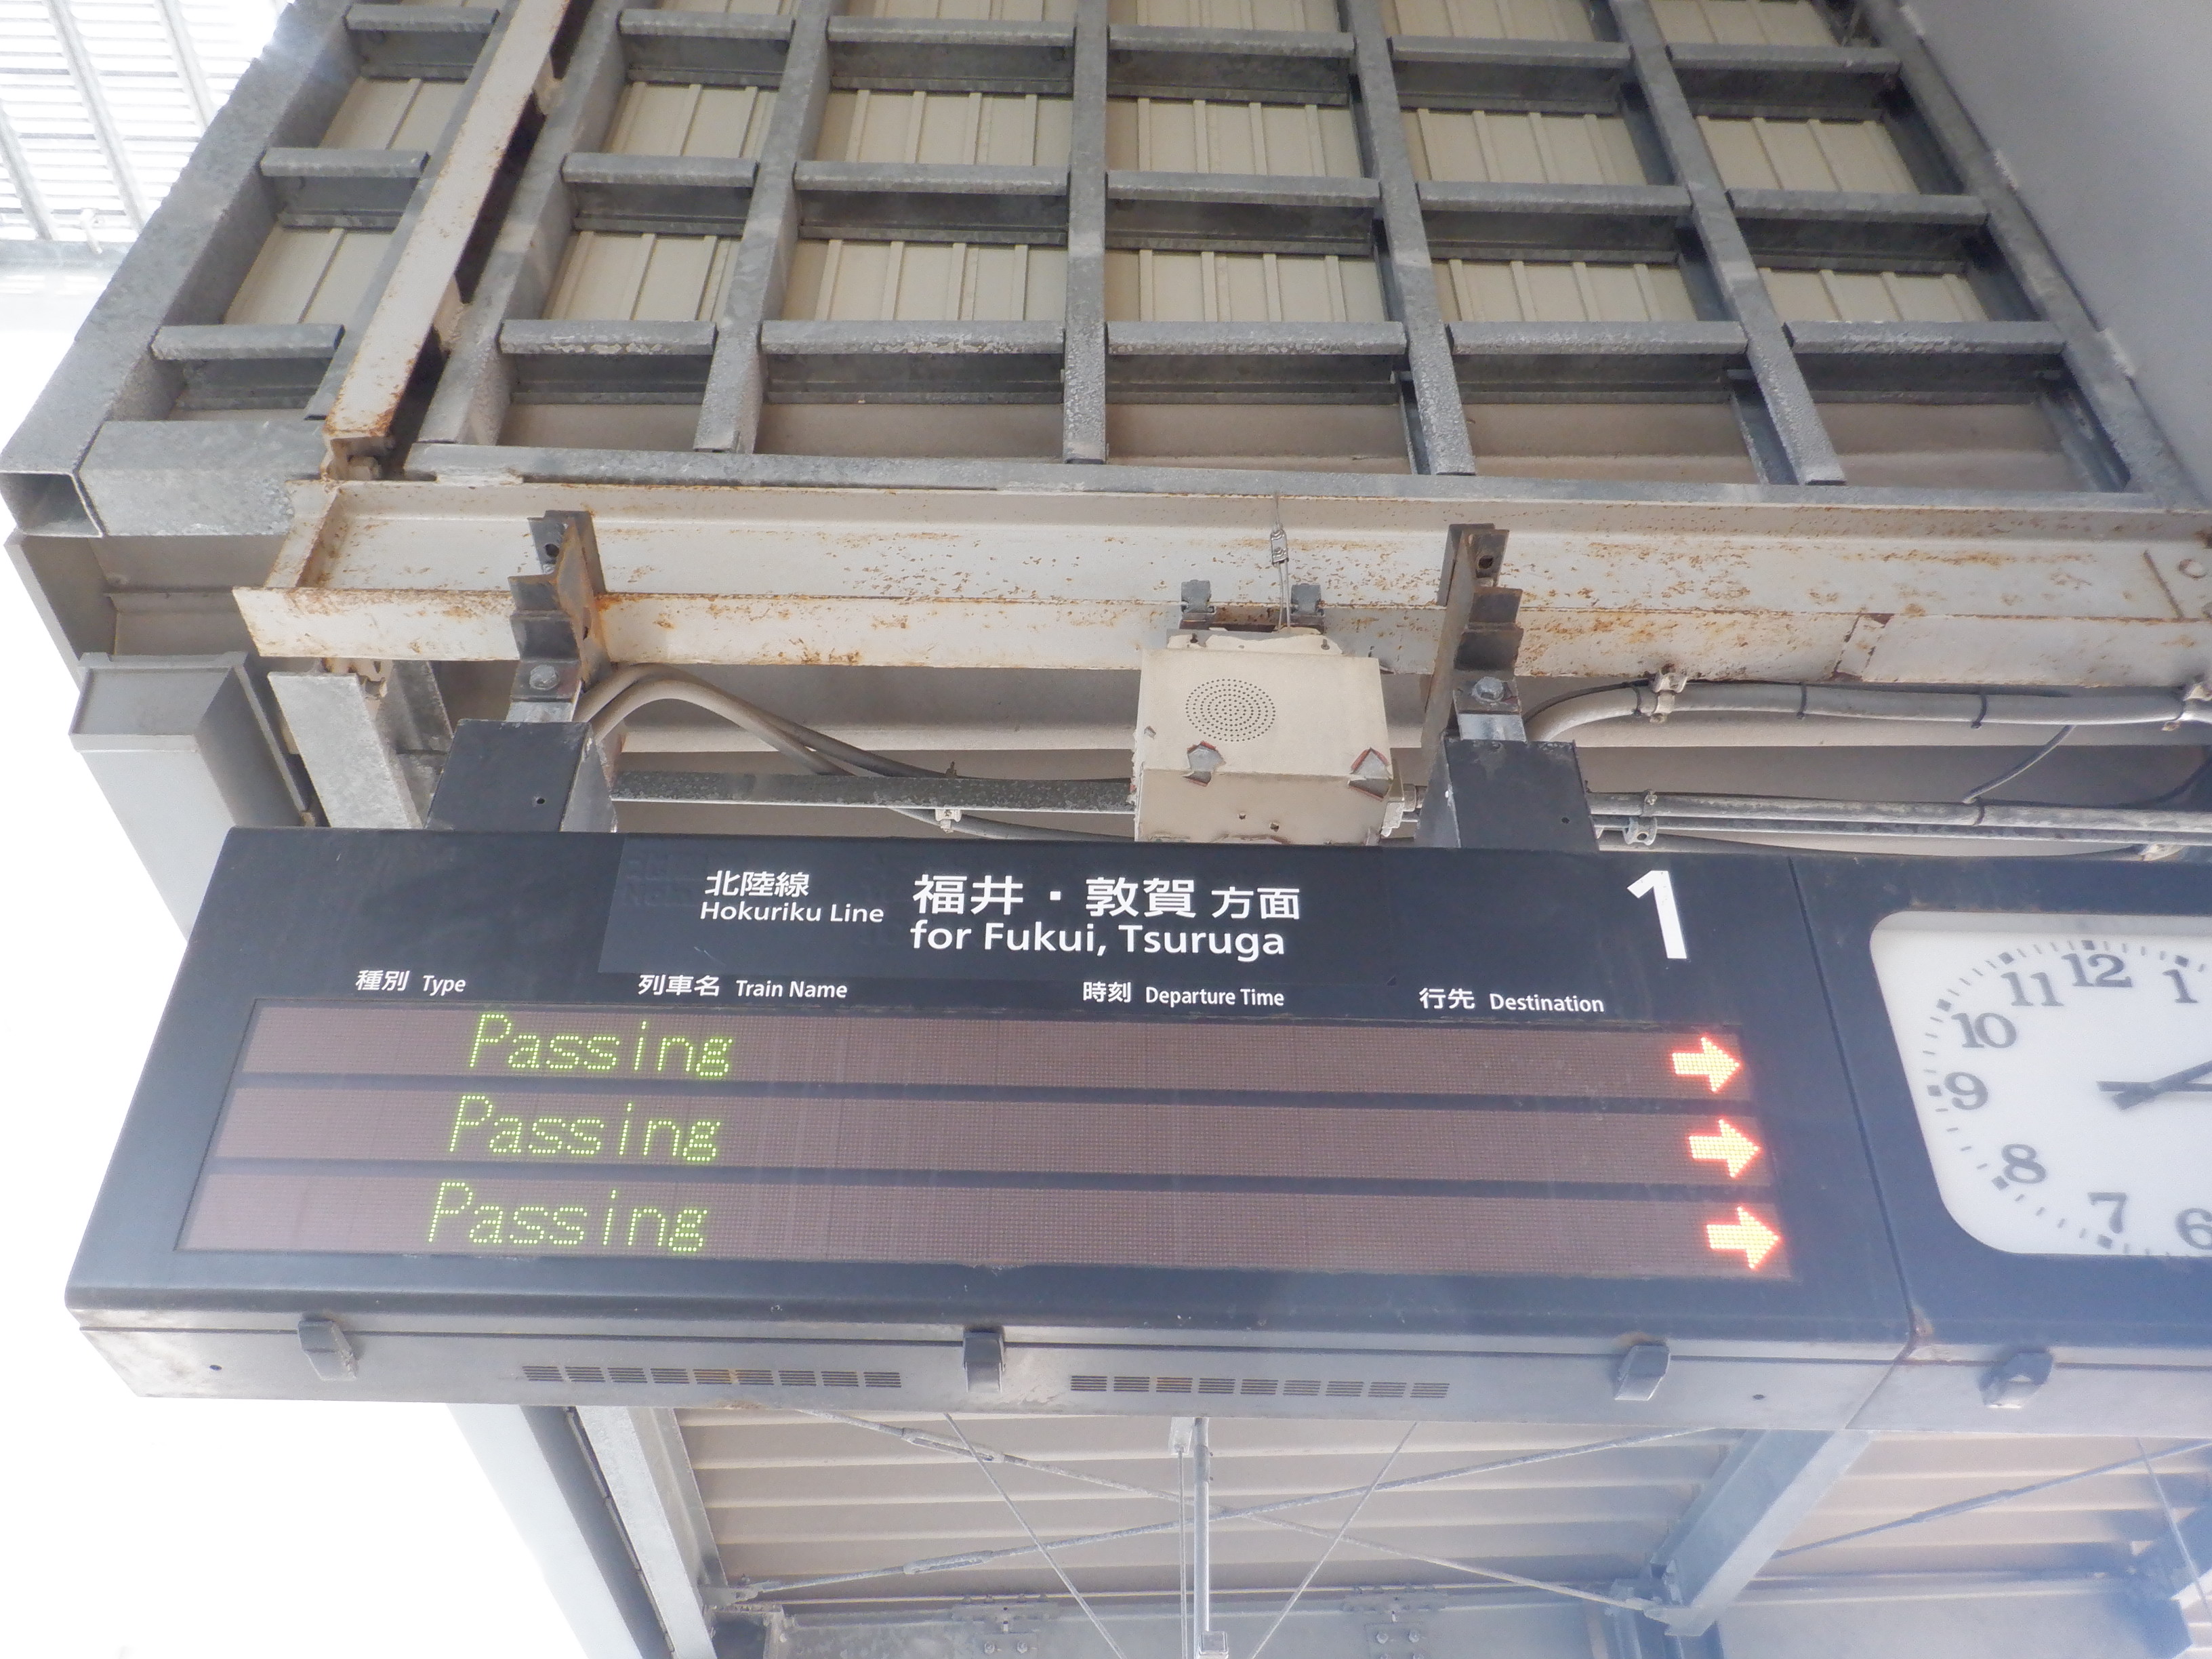 北陸線 福井・敦賀 方面 1
Hokuriku Line for Fukui, Tsuruga
種別 Type 列車名 Train Name 時刻 Departure Time 行先 Destination
Passing
Passing
Passing
11 12 1
10
9
8
7 6